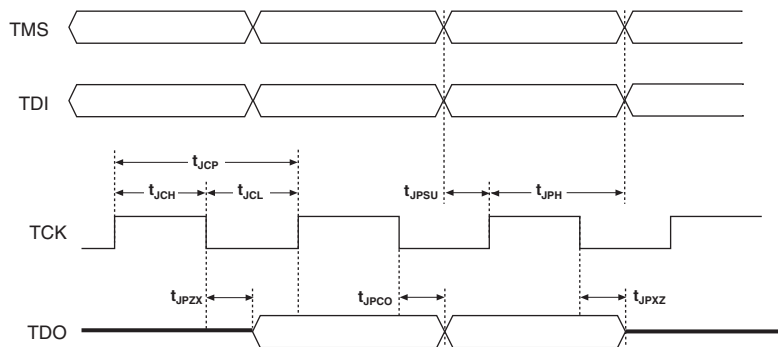 TMS
TDI
tJCP
tJCH tJCL tJPSU tJPH
TCK
tJPZX tJPCO tJPXZ
TDO